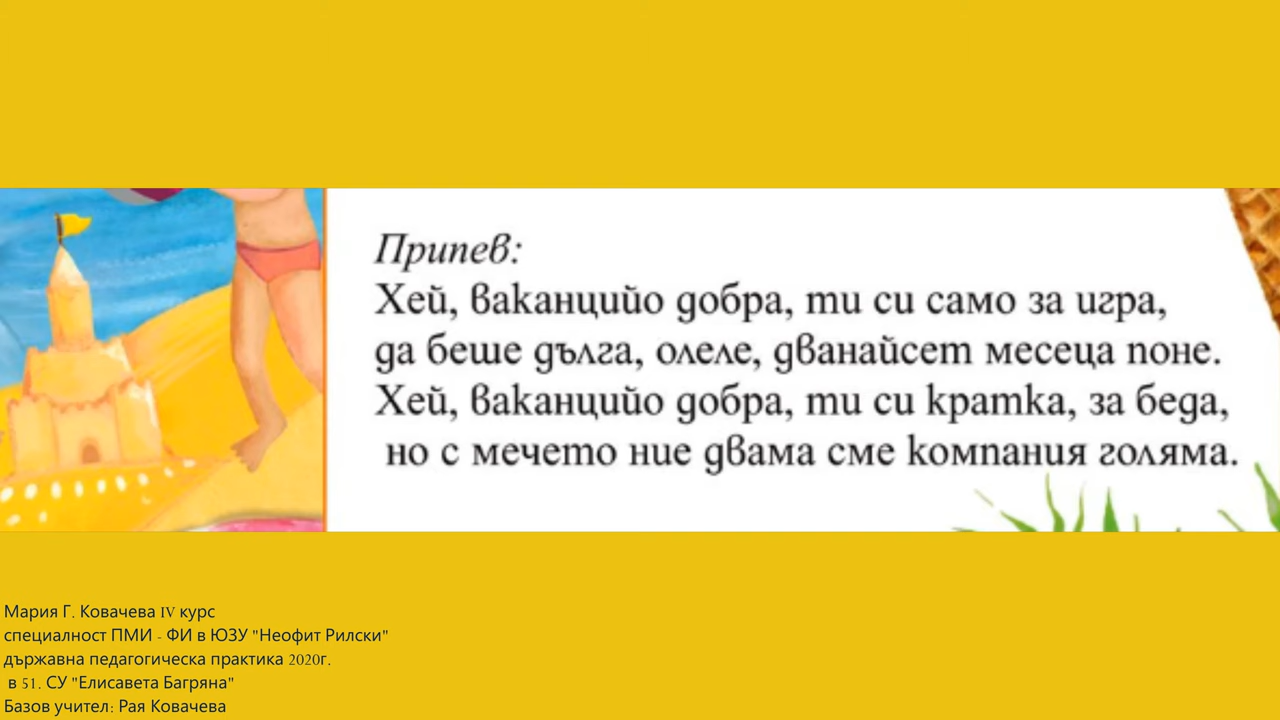 Припев:
Хей, ваканцийо добра, ти си само за игра,
да беше дълга, олеле, дванайсет месеца поне.
Хей, ваканцийо добра, ти си кратка, за беда,
но с мечето ние двама сме компания голяма.
Мария Г. Ковачева IV курс
специалност ПМИ - ФИ в ЮЗУ "Неофит Рилски"
държавна педагогическа практика 2020г.
в 51. СУ "Елисавета Багряна"
Базов учител: Рая Ковачева